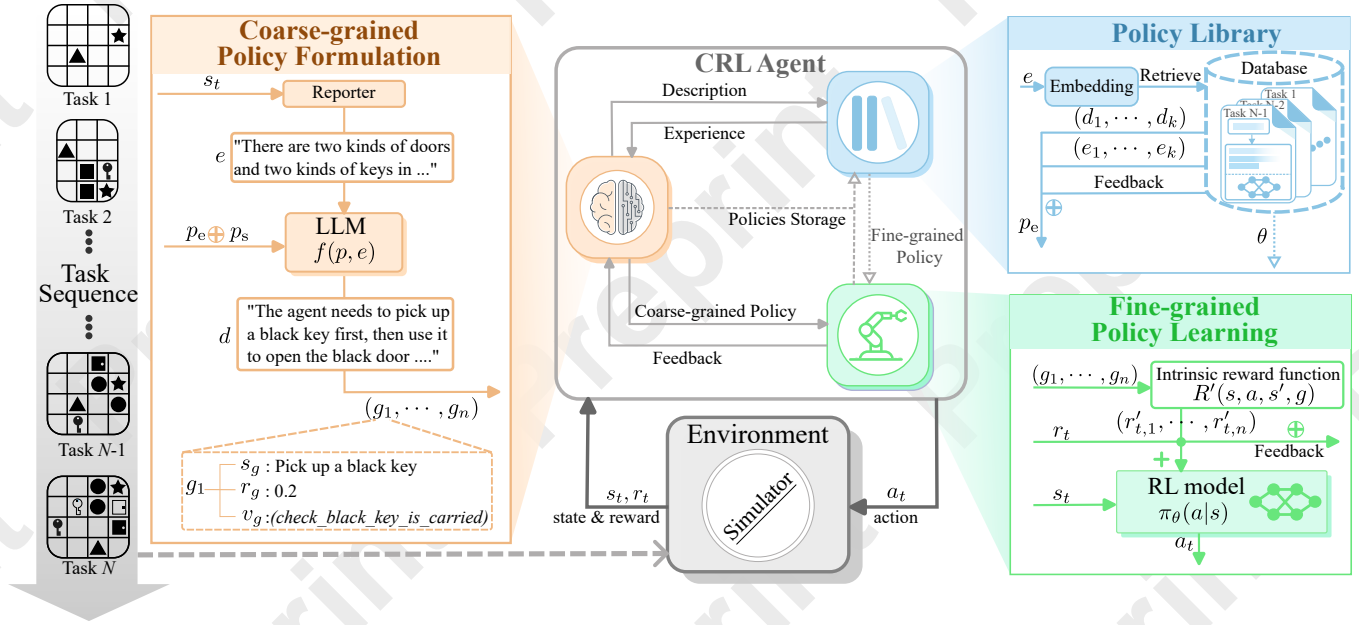 Task 1
Task 2
Task
Sequence
Task N-1
Task N
Coarse-grained
Policy Formulation
s_t
Reporter
e
"There are two kinds of doors
and two kinds of keys in ..."
p_e ⊕ p_s
LLM
f(p, e)
d
"The agent needs to pick up
a black key first, then use it
to open the black door ...."
(g_1, ⋯ , g_n)
g_1
s_g : Pick up a black key
r_g : 0.2
v_g :(check_black_key_is_carried)
CRL Agent
Description
Experience
Policies Storage
Fine-grained
Policy
Coarse-grained Policy
Feedback
Environment
Simulator
s_t, r_t
state & reward
a_t
action
Policy Library
e
Embedding
Retrieve
Database
Task 1
Task N-2
Task N-1
(d_1, ⋯ , d_k)
(e_1, ⋯ , e_k)
Feedback
⊕
p_e
θ
Fine-grained
Policy Learning
(g_1, ⋯ , g_n)
Intrinsic reward function
R′(s, a, s′, g)
(r′_{t,1}, ⋯ , r′_{t,n})
r_t
⊕
Feedback
+
s_t
RL model
π_θ(a|s)
a_t
Preprint